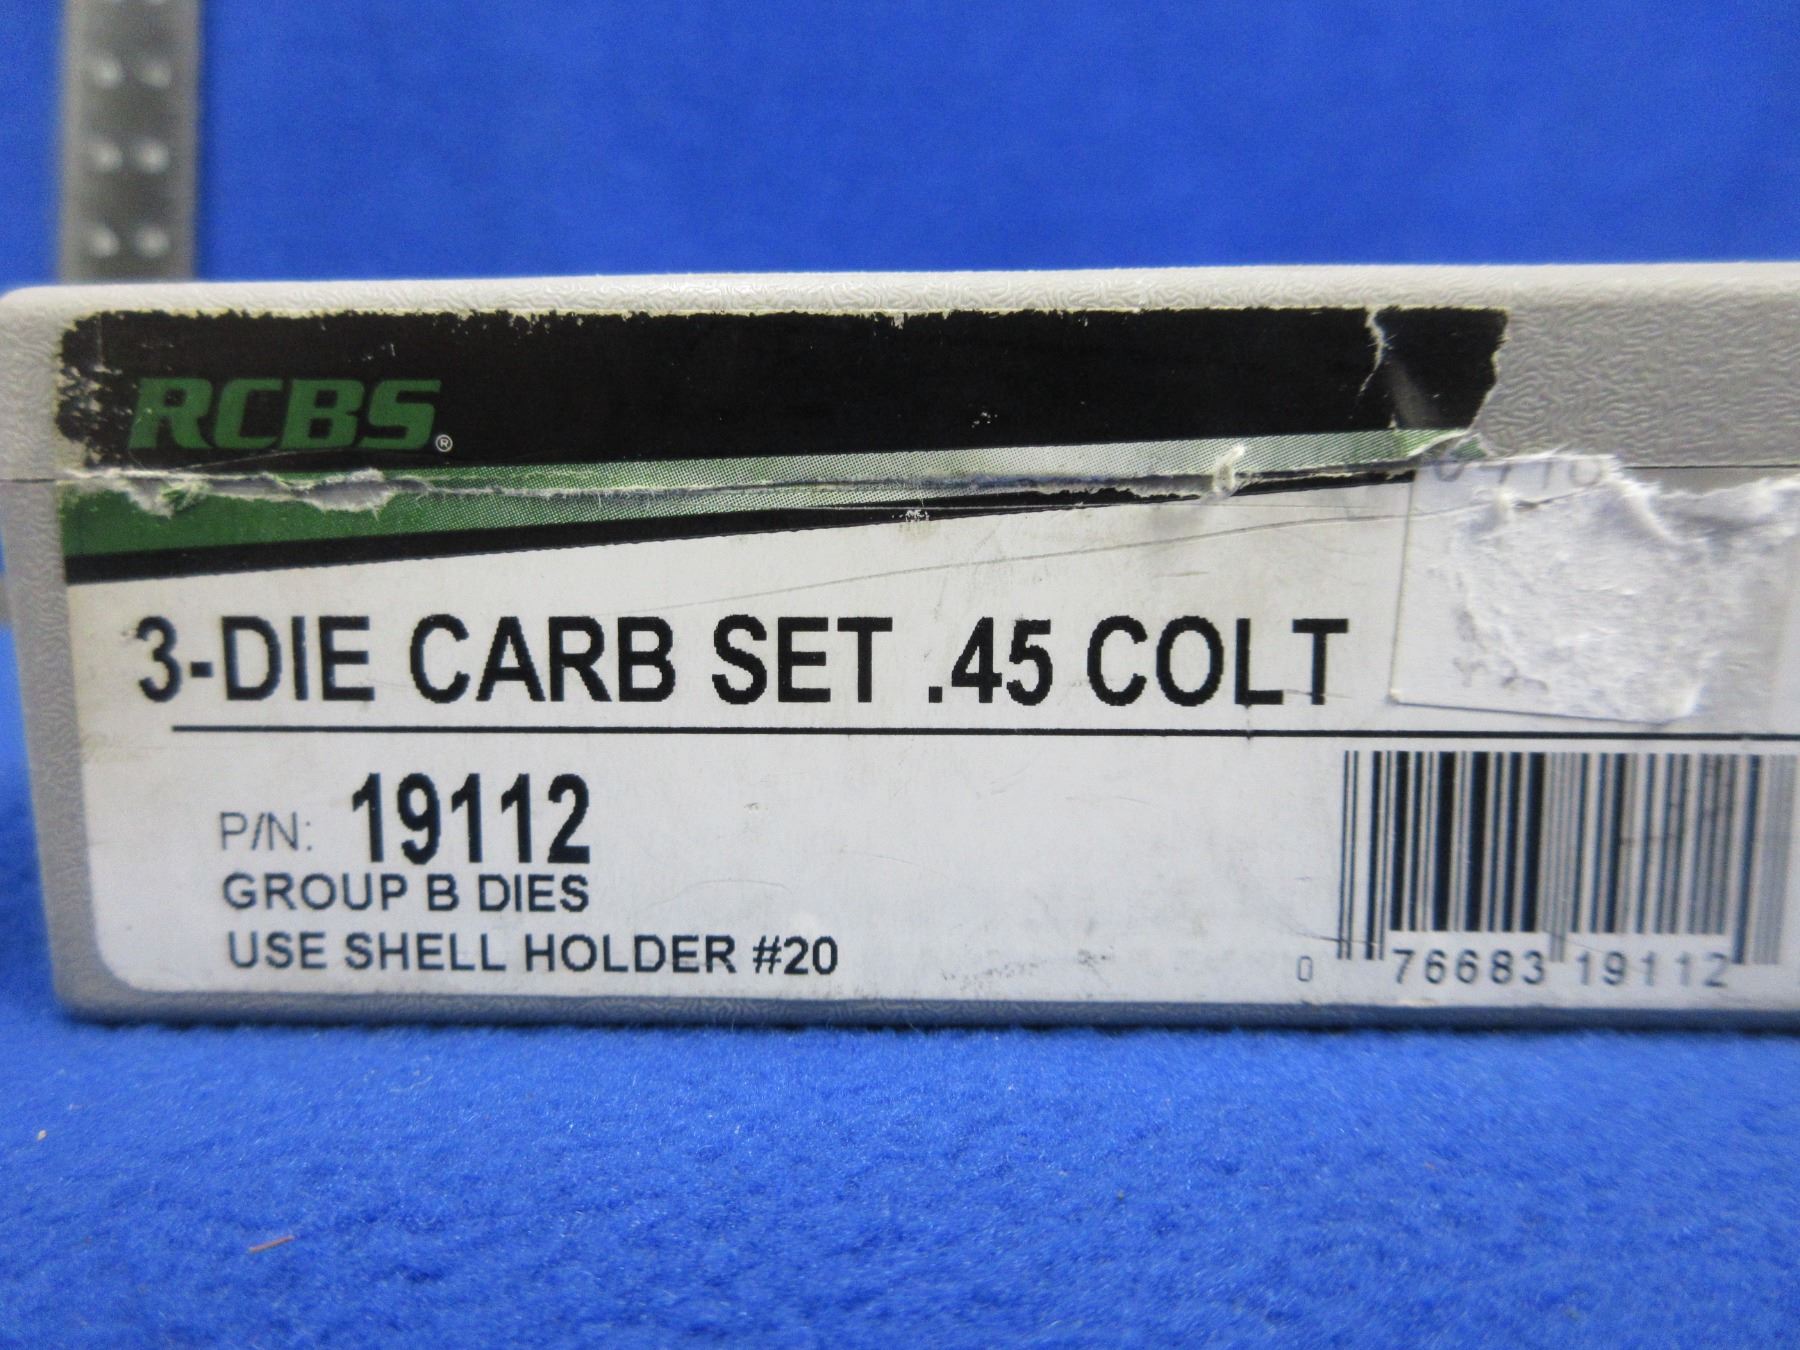 RCBS®
3-DIE CARB SET .45 COLT
P/N: 19112
GROUP B DIES
USE SHELL HOLDER #20
0 76683 19112